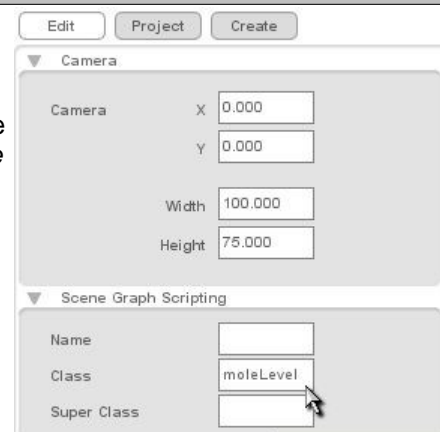 Edit Project Create
Camera
Camera X 0.000
Y 0.000
Width 100.000
Height 75.000
Scene Graph Scripting
Name
Class moleLevel
Super Class